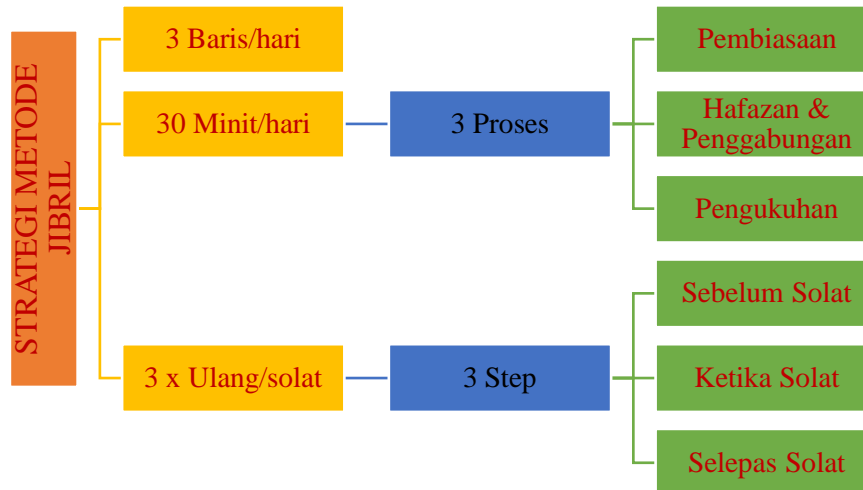 STRATEGI METODE
JIBRIL
3 Baris/hari
30 Minit/hari
3 Proses
Pembiasaan
Hafazan &
Penggabungan
Pengukuhan
3 x Ulang/solat
3 Step
Sebelum Solat
Ketika Solat
Selepas Solat